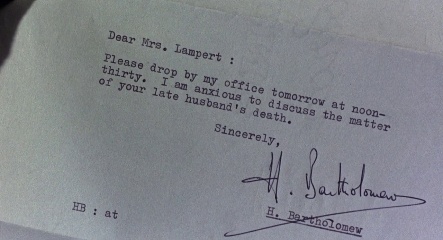 Dear Mrs. Lampert :
Please drop by my office tomorrow at noon-
thirty. I am anxious to discuss the matter
of your late husband's death.
Sincerely,
H. Bartholomew
H. Bartholomew
HB : at